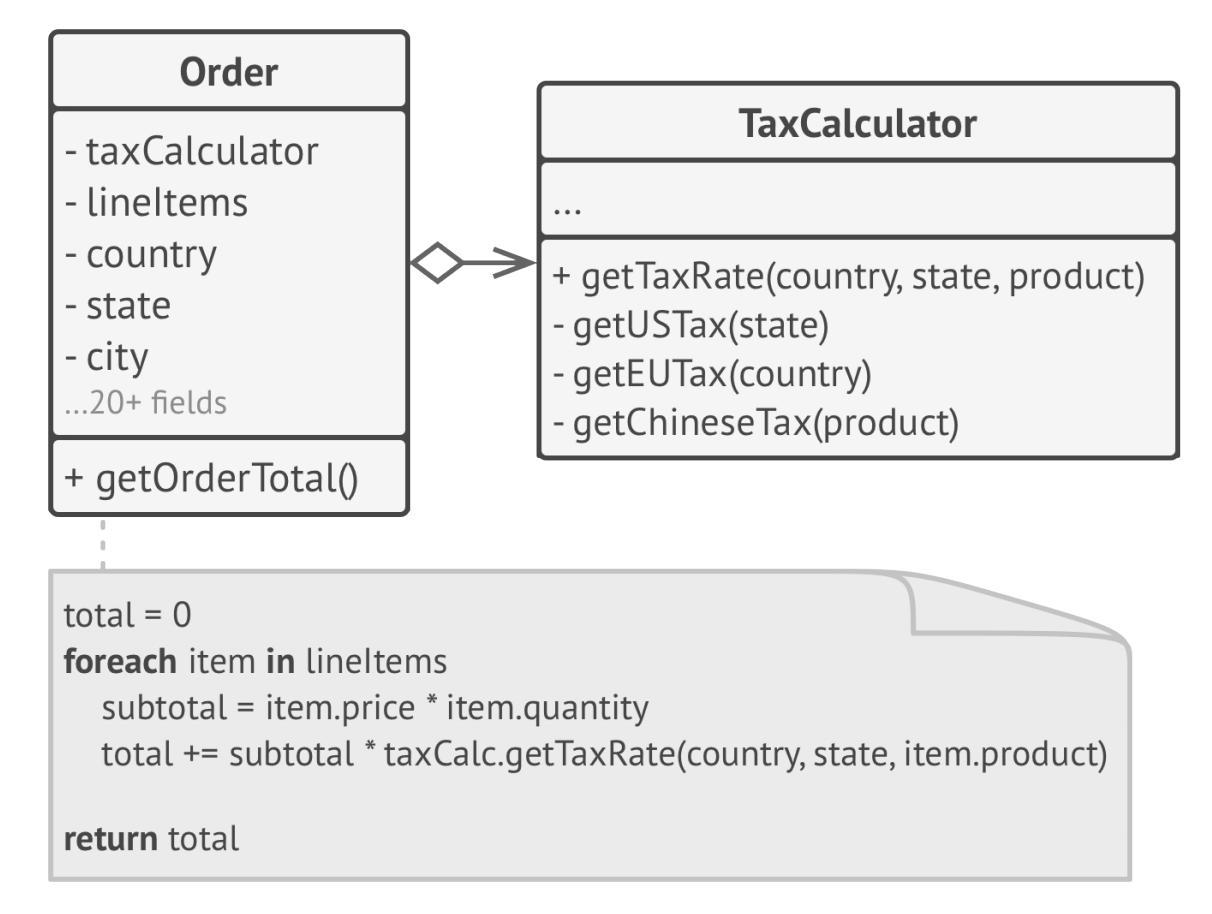 Order
- taxCalculator
- lineItems
- country
- state
- city
...20+ fields
+ getOrderTotal()
TaxCalculator
...
+ getTaxRate(country, state, product)
- getUSTax(state)
- getEUTax(country)
- getChineseTax(product)
total = 0
foreach item in lineItems
subtotal = item.price * item.quantity
total += subtotal * taxCalc.getTaxRate(country, state, item.product)
return total